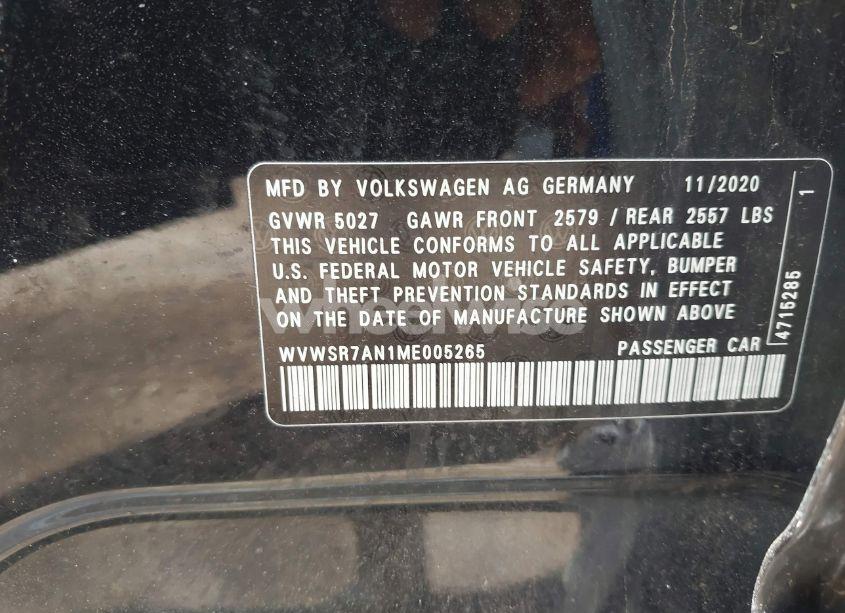 MFD BY VOLKSWAGEN AG GERMANY 11/2020
GVWR 5027 GAWR FRONT 2579 / REAR 2557 LBS
THIS VEHICLE CONFORMS TO ALL APPLICABLE
U.S. FEDERAL MOTOR VEHICLE SAFETY, BUMPER
AND THEFT PREVENTION STANDARDS IN EFFECT
ON THE DATE OF MANUFACTURE SHOWN ABOVE
WVWSR7AN1ME005265 PASSENGER CAR
4715285 1